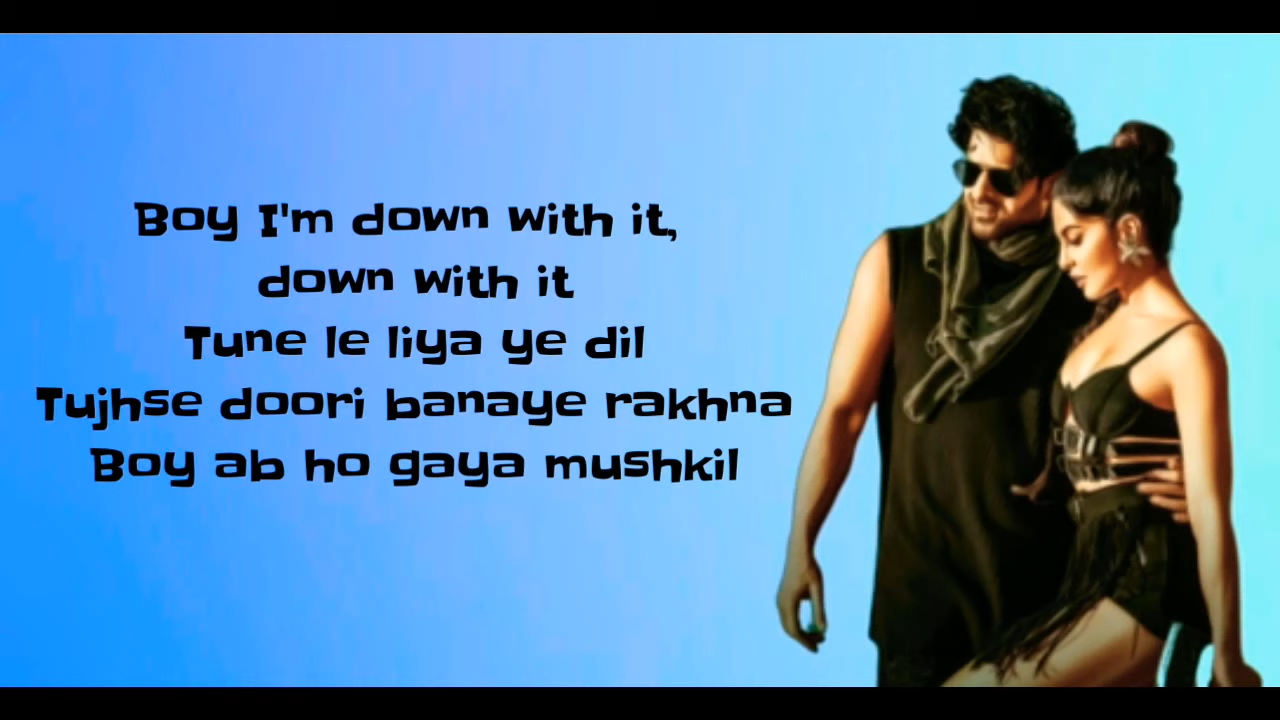 Boy I'm down with it,
down with it
Tune le liya ye dil
Tujhse doori banaye rakhna
Boy ab ho gaya mushkil